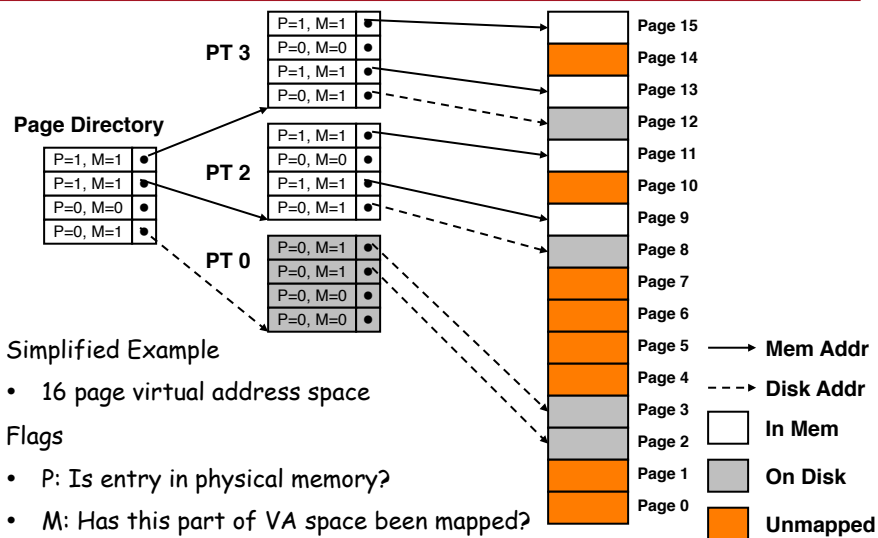 Page Directory
P=1, M=1
P=1, M=1
P=0, M=0
P=0, M=1
PT 3
P=1, M=1
P=0, M=0
P=1, M=1
P=0, M=1
PT 2
P=1, M=1
P=0, M=0
P=1, M=1
P=0, M=1
PT 0
P=0, M=1
P=0, M=1
P=0, M=0
P=0, M=0
Page 15
Page 14
Page 13
Page 12
Page 11
Page 10
Page 9
Page 8
Page 7
Page 6
Page 5
Page 4
Page 3
Page 2
Page 1
Page 0
Mem Addr
Disk Addr
In Mem
On Disk
Unmapped
Simplified Example
• 16 page virtual address space
Flags
• P: Is entry in physical memory?
• M: Has this part of VA space been mapped?